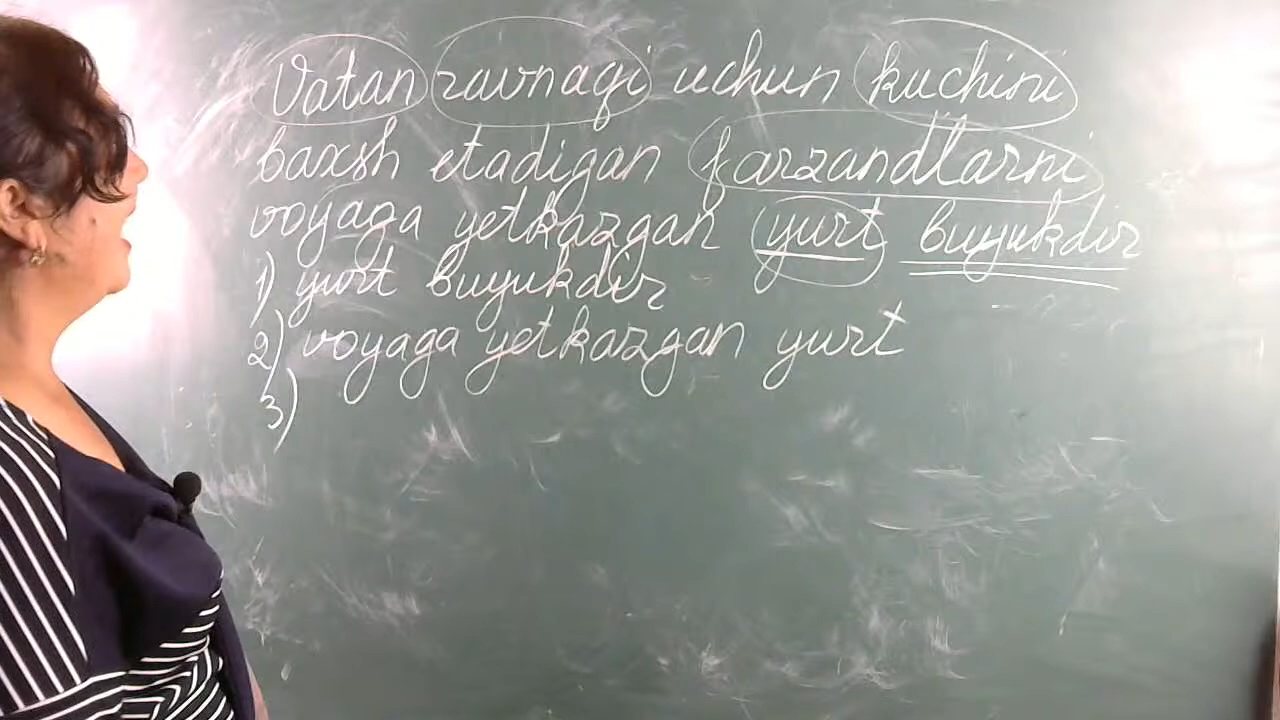 Vatan ravnaqi uchun kuchini
baxsh etadigan farzandlarni
voyaga yetkazgan yurt buyukdir
1) yurt buyukdir
2) voyaga yetkazgan yurt
3)